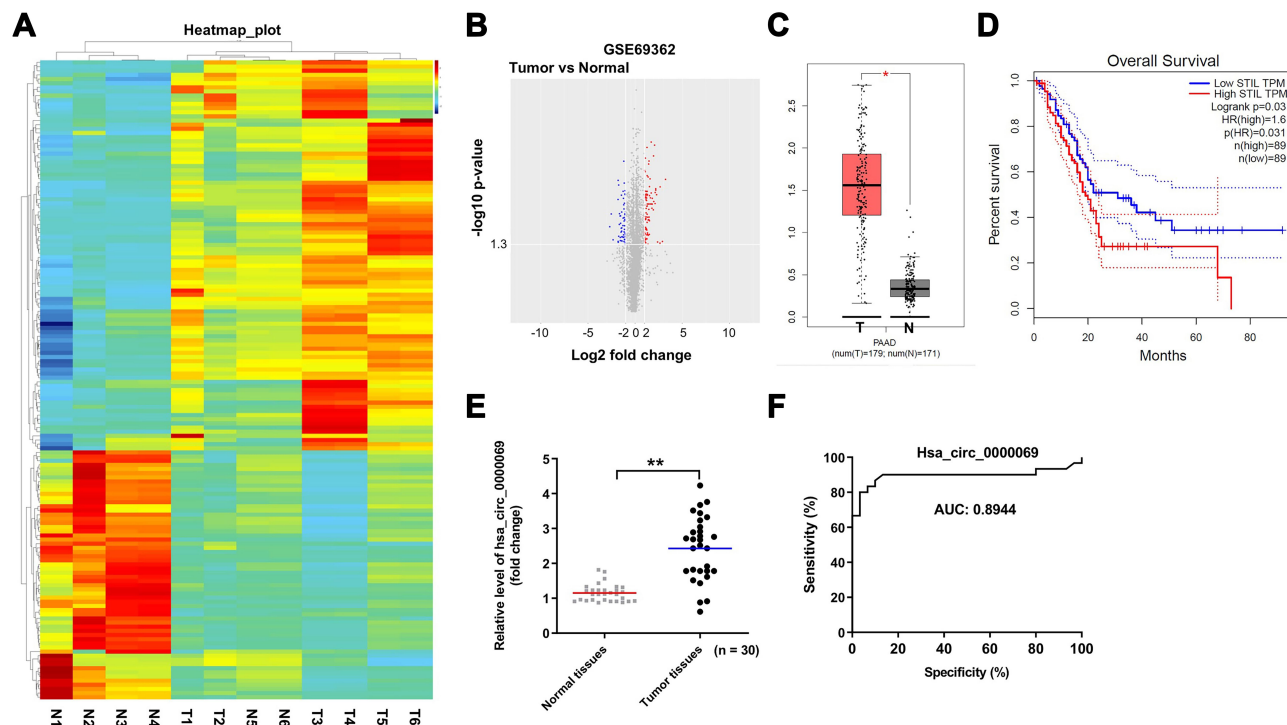 A
Heatmap_plot
N1 N2 N3 N4 T1 T2 N5 N6 T3 T4 T5 T6
B
GSE69362
Tumor vs Normal
-log10 p-value
1.3
-10 -5 -2 0 2 5 10
Log2 fold change
C
*
2.5
2.0
1.5
1.0
0.5
0.0
T N
PAAD
(num(T)=179; num(N)=171)
D
Overall Survival
Low STIL TPM
High STIL TPM
Logrank p=0.03
HR(high)=1.6
p(HR)=0.031
n(high)=89
n(low)=89
Percent survival
1.0
0.8
0.6
0.4
0.2
0.0
0 20 40 60 80
Months
E
Relative level of hsa_circ_0000069
(fold change)
**
5
4
3
2
1
0
Normal tissues
Tumor tissues
(n = 30)
F
Hsa_circ_0000069
AUC: 0.8944
Sensitivity (%)
100
80
60
40
20
0
0 20 40 60 80 100
Specificity (%)